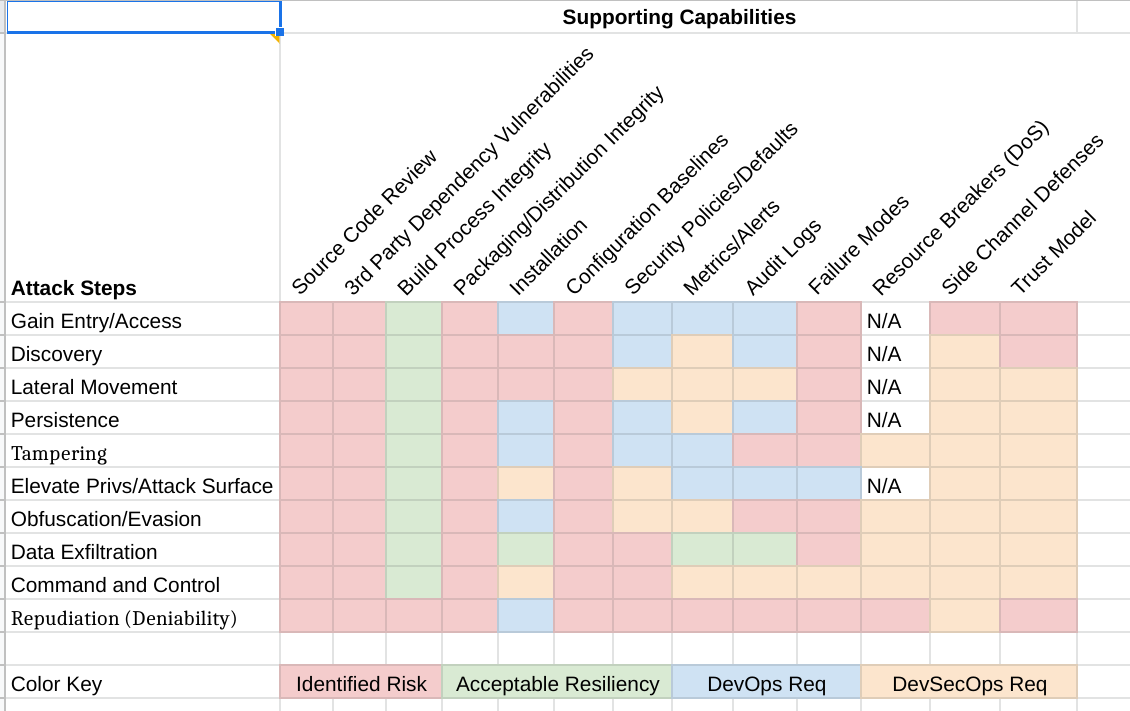 Supporting Capabilities
Source Code Review
3rd Party Dependency Vulnerabilities
Build Process Integrity
Packaging/Distribution Integrity
Installation
Configuration Baselines
Security Policies/Defaults
Metrics/Alerts
Audit Logs
Failure Modes
Resource Breakers (DoS)
Side Channel Defenses
Trust Model
Attack Steps
Gain Entry/Access N/A
Discovery N/A
Lateral Movement N/A
Persistence N/A
Tampering
Elevate Privs/Attack Surface N/A
Obfuscation/Evasion
Data Exfiltration
Command and Control
Repudiation (Deniability)
Color Key Identified Risk Acceptable Resiliency DevOps Req DevSecOps Req